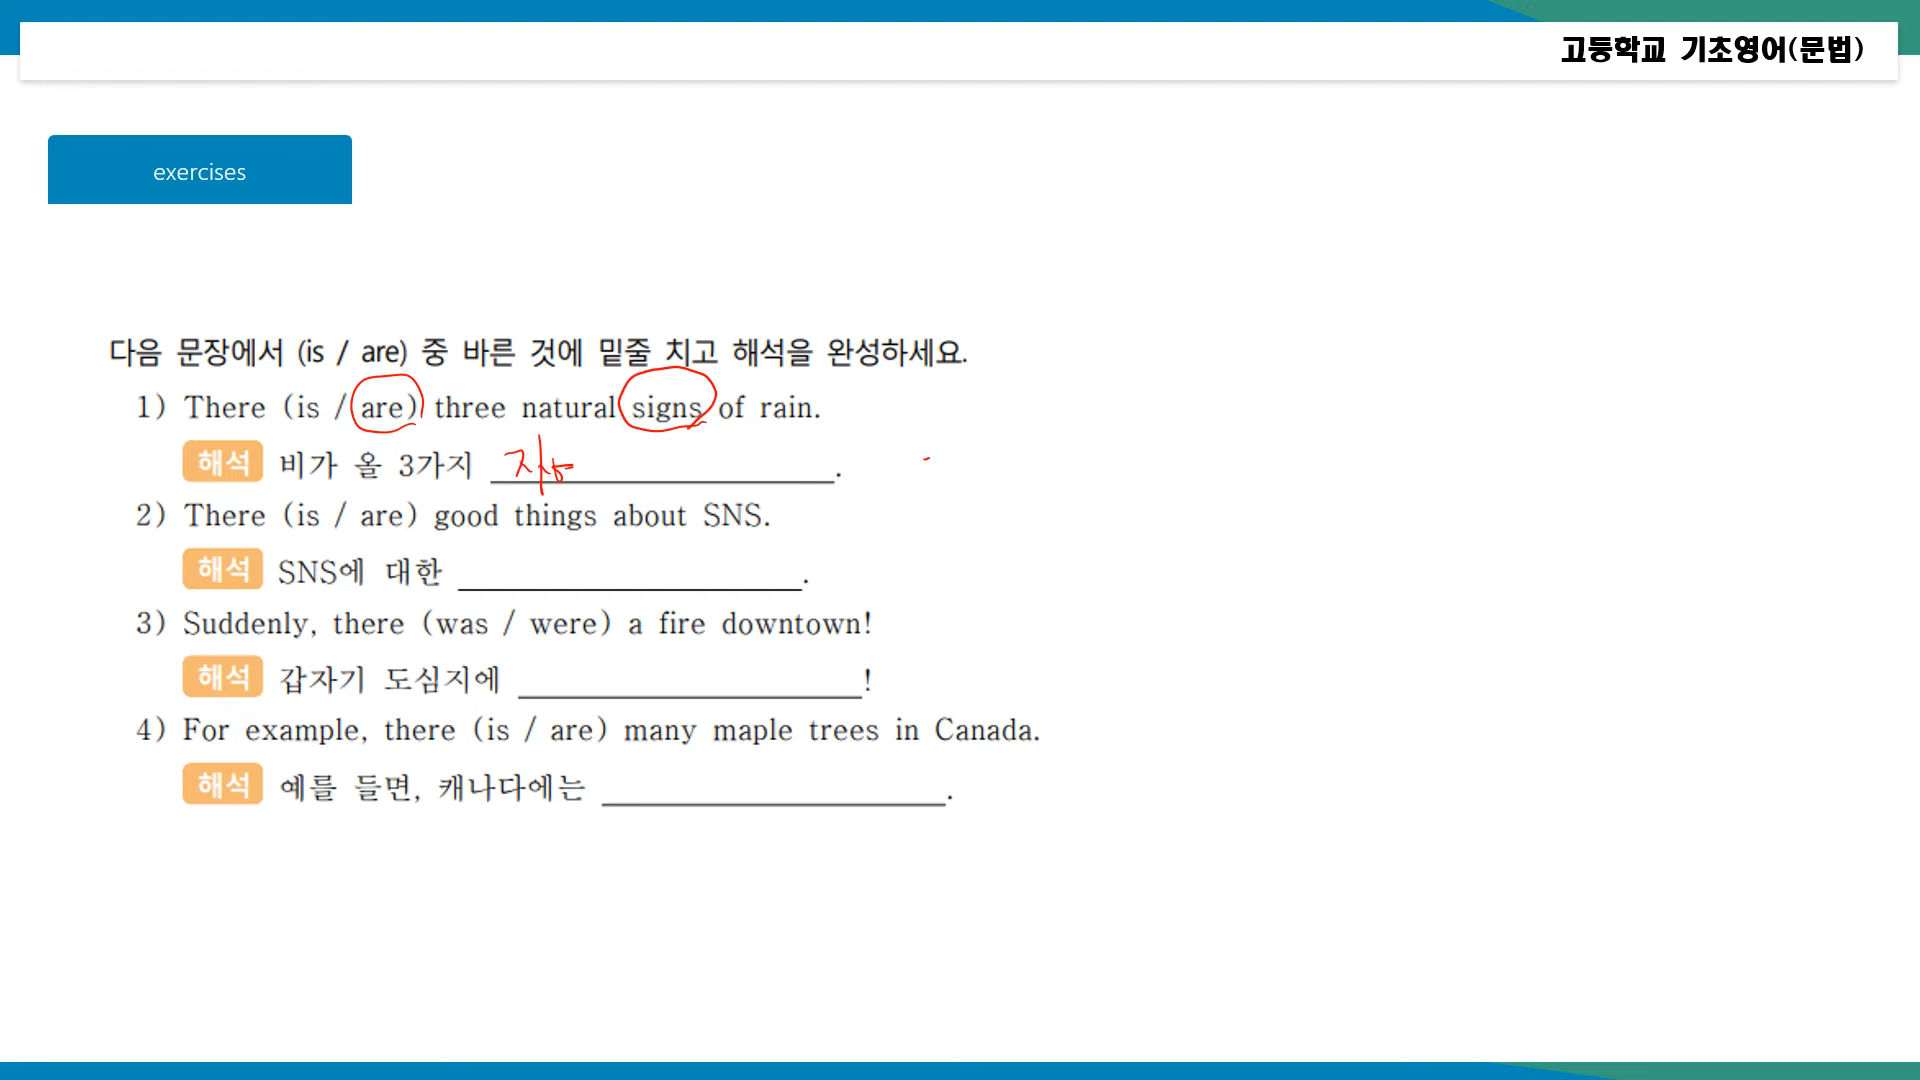 고등학교 기초영어(문법)
exercises
다음 문장에서 (is / are) 중 바른 것에 밑줄 치고 해석을 완성하세요.
1) There (is / are) three natural signs of rain.
해석 비가 올 3가지 ____________.
2) There (is / are) good things about SNS.
해석 SNS에 대한 ____________.
3) Suddenly, there (was / were) a fire downtown!
해석 갑자기 도심지에 ____________!
4) For example, there (is / are) many maple trees in Canada.
해석 예를 들면, 캐나다에는 ____________.